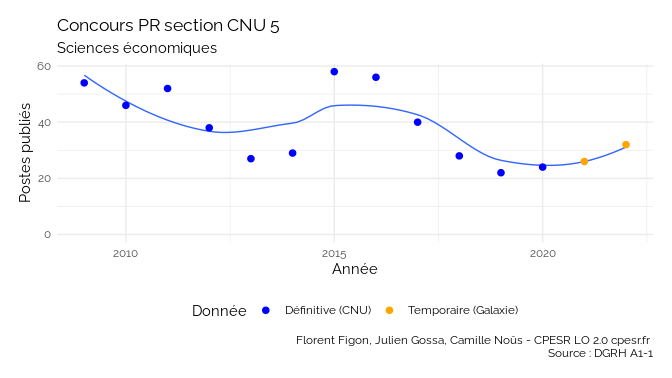 Concours PR section CNU 5
Sciences économiques
Postes publiés
60
40
20
0
2010 2015 2020
Année
Donnée Définitive (CNU) Temporaire (Galaxie)
Florent Figon, Julien Gossa, Camille Noûs - CPESR LO 2.0 cpesr.fr
Source : DGRH A1-1